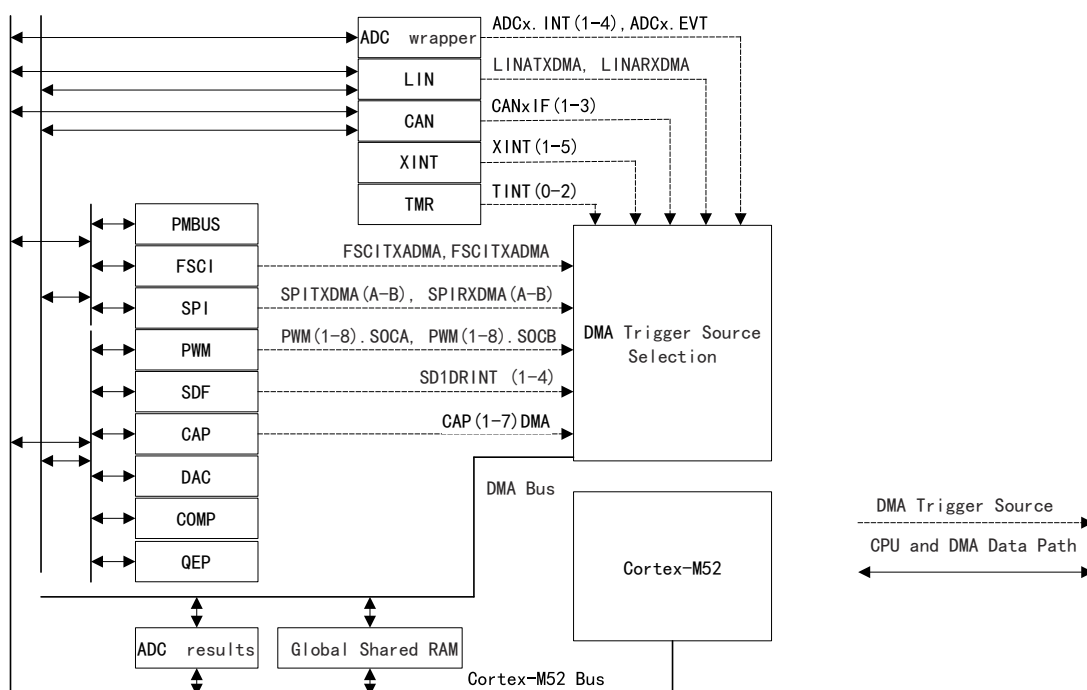 ADC wrapper
ADCx.INT(1-4),ADCx.EVT
LIN
LINATXDMA, LINARXDMA
CAN
CANxIF(1-3)
XINT
XINT(1-5)
TMR
TINT(0-2)
PMBUS
FSCI
FSCITXADMA,FSCITXADMA
SPI
SPITXDMA(A-B), SPIRXDMA(A-B)
PWM
PWM(1-8).SOCA, PWM(1-8).SOCB
SDF
SD1DRINT (1-4)
CAP
CAP(1-7)DMA
DAC
COMP
QEP
DMA Trigger Source
Selection
DMA Bus
Cortex-M52
DMA Trigger Source
CPU and DMA Data Path
ADC results
Global Shared RAM
Cortex-M52 Bus